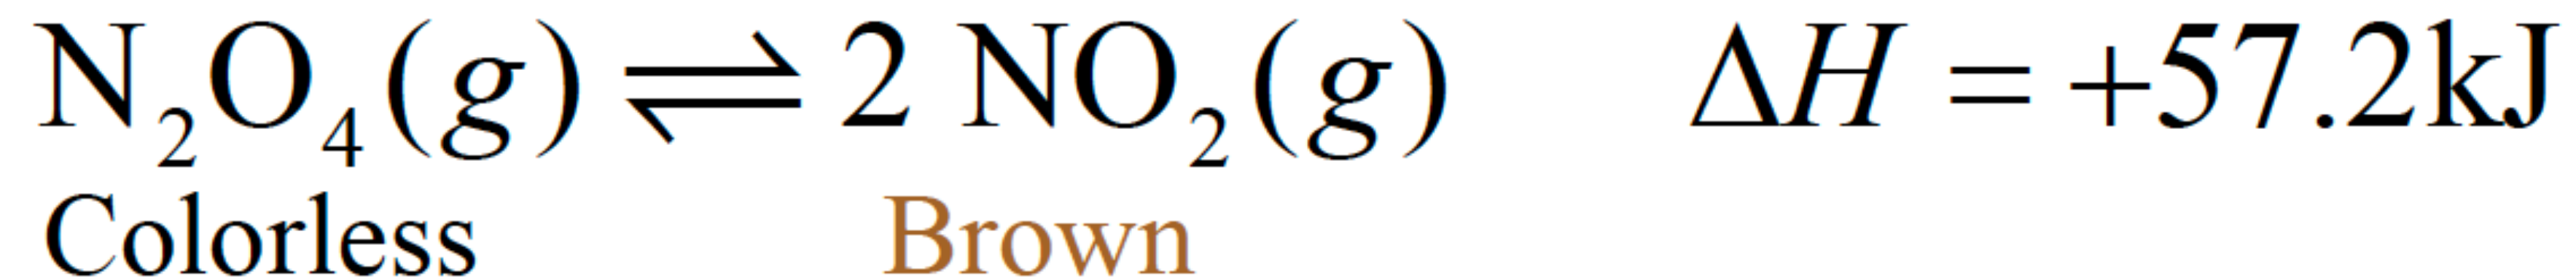 N₂O₄(g) ⇌ 2 NO₂(g) ΔH = +57.2kJ
Colorless Brown